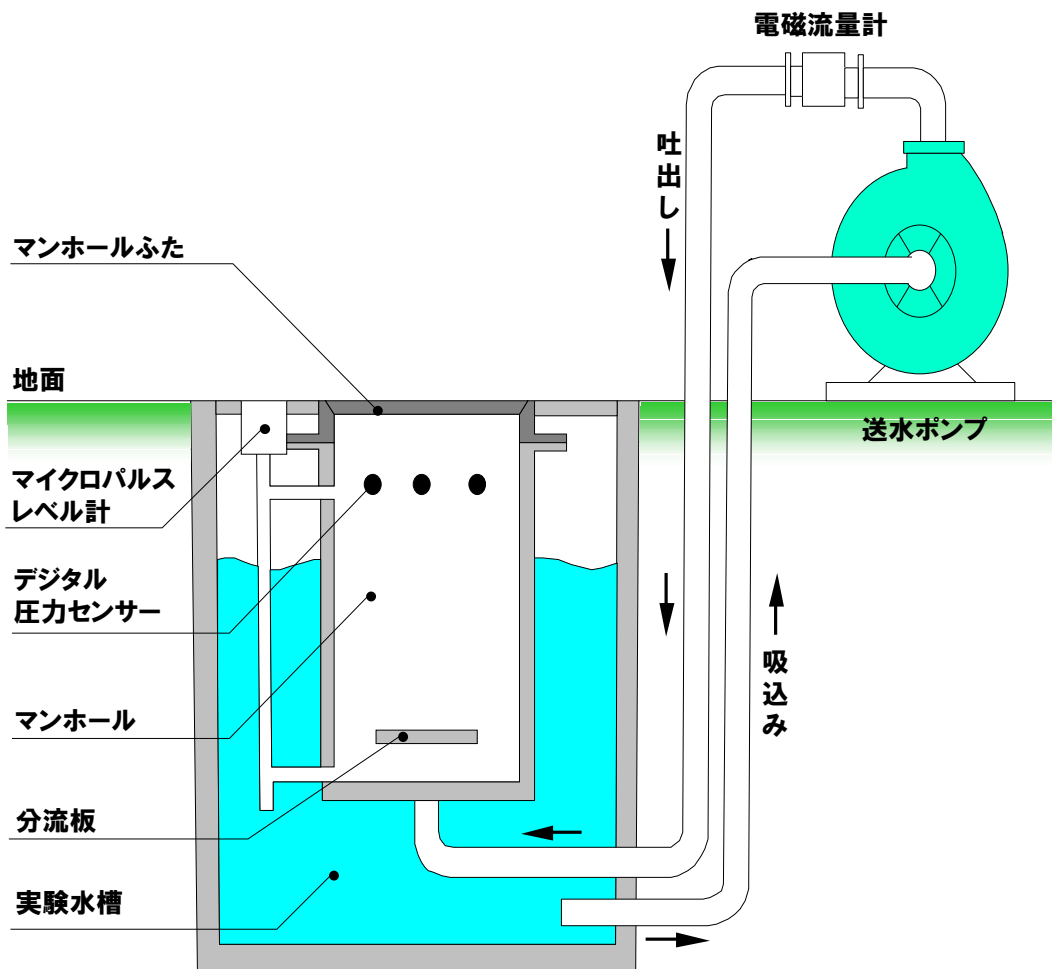 電磁流量計
吐出し
マンホールふた
地面
送水ポンプ
マイクロパルス
レベル計
デジタル
圧力センサー
吸込み
マンホール
分流板
実験水槽